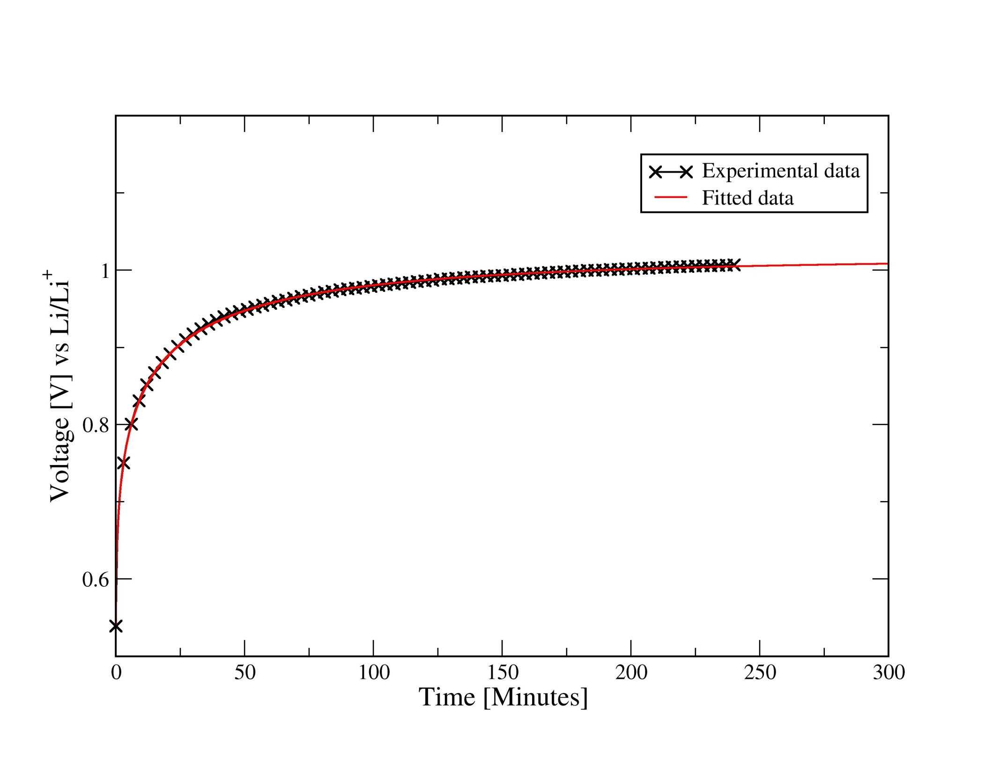 Experimental data
Fitted data
Voltage [V] vs Li/Li⁺
1
0.8
0.6
0 50 100 150 200 250 300
Time [Minutes]